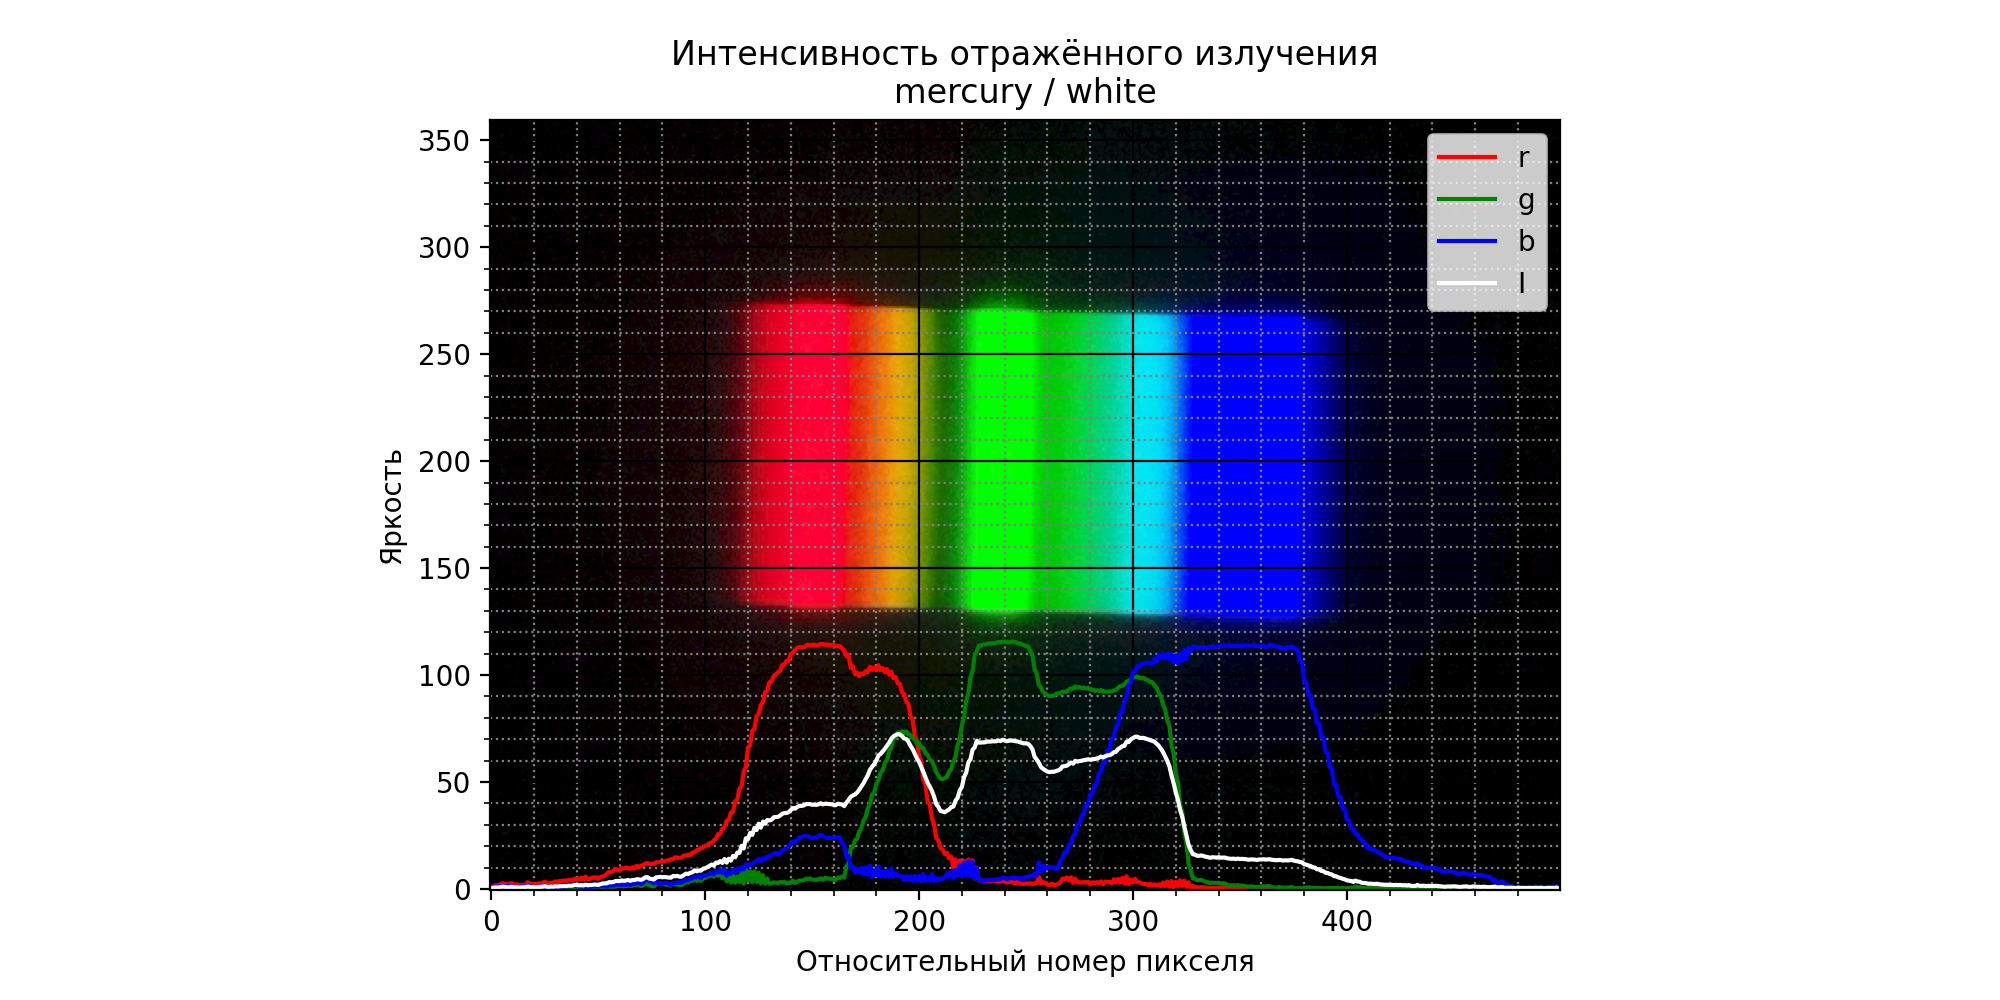 Интенсивность отражённого излучения
mercury / white
350
300
250
200
150
100
50
0
Яркость
r
g
b
l
0 100 200 300 400
Относительный номер пикселя